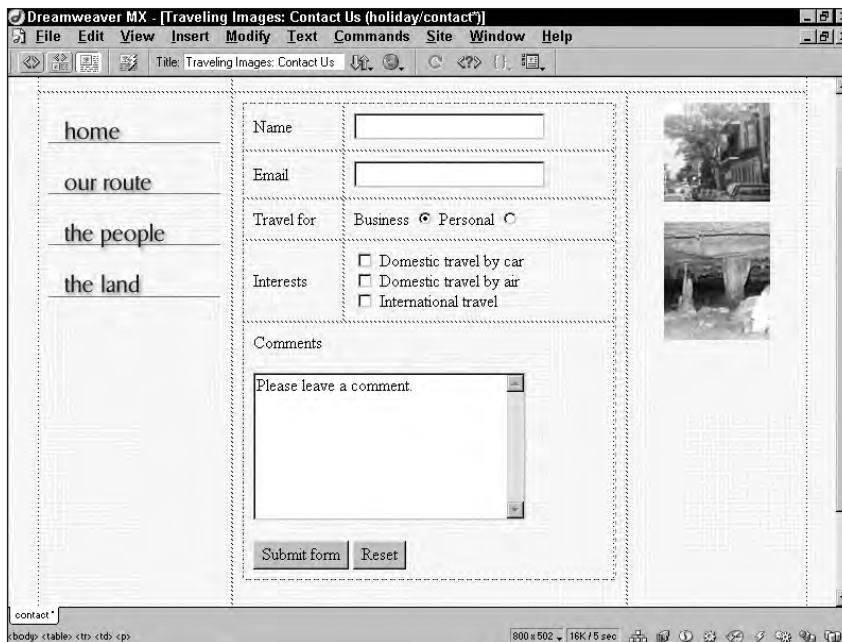 Dreamweaver MX - [Traveling Images: Contact Us (holiday/contact*)]
File Edit View Insert Modify Text Commands Site Window Help
Title: Traveling Images: Contact Us
home
our route
the people
the land
Name
Email
Travel for
Business Personal
Interests
Domestic travel by car
Domestic travel by air
International travel
Comments
Please leave a comment.
Submit form Reset
contact*
<body> <table> <tr> <td> <p>
800 x 502 16K / 5 sec